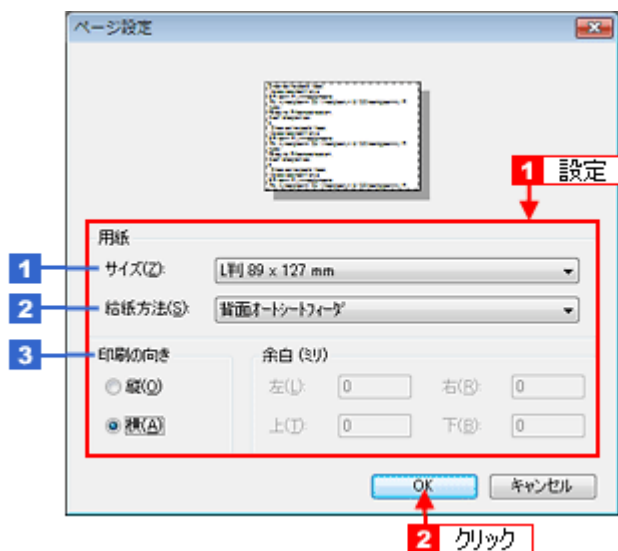 ページ設定
1 設定
用紙
1 サイズ(Z): L判 89 x 127 mm
2 給紙方法(S): 背面オートシートフィーダ
3 印刷の向き 余白 (ミリ)
縦(O) 左(L): 0 右(R): 0
横(A) 上(T): 0 下(B): 0
OK キャンセル
2 クリック